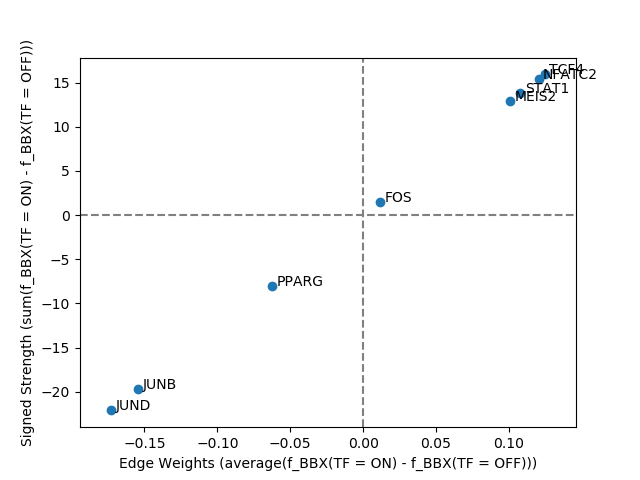 Signed Strength (sum(f_BBX(TF = ON) - f_BBX(TF = OFF)))
15
10
5
0
−5
−10
−15
−20
TCF4
NFATC2
STAT1
MEIS2
FOS
PPARG
JUNB
JUND
−0.15
−0.10
−0.05
0.00
0.05
0.10
Edge Weights (average(f_BBX(TF = ON) - f_BBX(TF = OFF)))